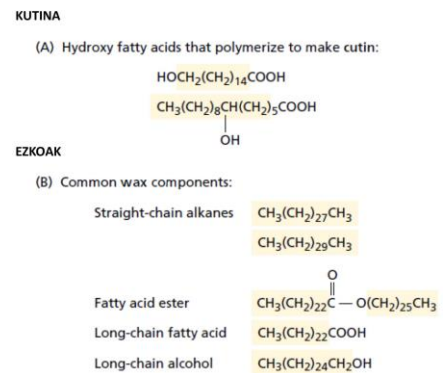 KUTINA
(A) Hydroxy fatty acids that polymerize to make cutin:
HOCH₂(CH₂)₁₄COOH
CH₃(CH₂)₈CH(CH₂)₅COOH
OH
EZKOAK
(B) Common wax components:
Straight-chain alkanes CH₃(CH₂)₂₇CH₃
CH₃(CH₂)₂₉CH₃
O
Fatty acid ester CH₃(CH₂)₂₂C — O(CH₂)₂₅CH₃
Long-chain fatty acid CH₃(CH₂)₂₂COOH
Long-chain alcohol CH₃(CH₂)₂₄CH₂OH